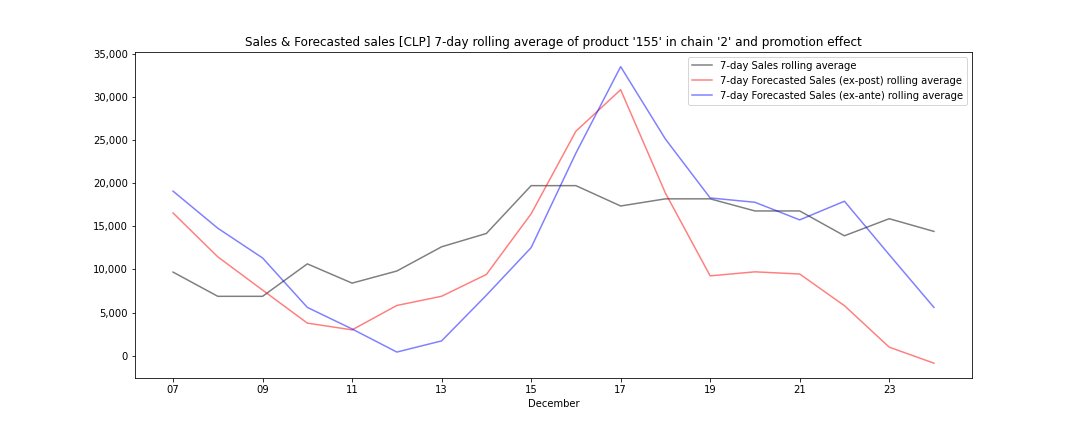 Sales & Forecasted sales [CLP] 7-day rolling average of product '155' in chain '2' and promotion effect
7-day Sales rolling average
7-day Forecasted Sales (ex-post) rolling average
7-day Forecasted Sales (ex-ante) rolling average
35,000
30,000
25,000
20,000
15,000
10,000
5,000
0
07 09 11 13 15 17 19 21 23
December